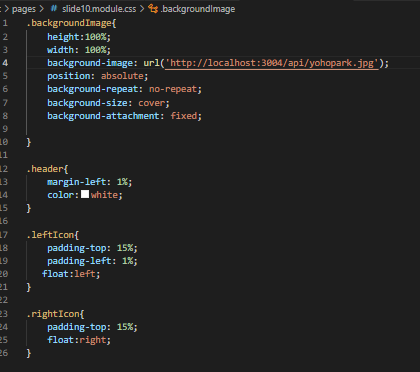 › pages › slide10.module.css › .backgroundImage
1 .backgroundImage{
2 height:100%;
3 width: 100%;
4 background-image: url('http://localhost:3004/api/yohopark.jpg');
5 position: absolute;
6 background-repeat: no-repeat;
7 background-size: cover;
8 background-attachment: fixed;
9
10 }
11
12 .header{
13 margin-left: 1%;
14 color: white;
15 }
16
17 .leftIcon{
18 padding-top: 15%;
19 padding-left: 1%;
20 float:left;
21 }
22
23 .rightIcon{
24 padding-top: 15%;
25 float:right;
26 }